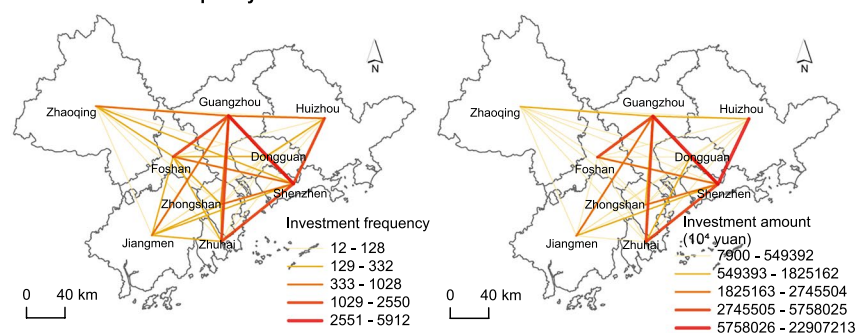 N
Zhaoqing
Guangzhou
Huizhou
Foshan
Dongguan
Shenzhen
Zhongshan
Jiangmen
Zhuhai
Investment frequency
12 - 128
129 - 332
333 - 1028
1029 - 2550
2551 - 5912
0 40 km
N
Zhaoqing
Guangzhou
Huizhou
Foshan
Dongguan
Shenzhen
Zhongshan
Jiangmen
Zhuhai
Investment amount
(10⁴ yuan)
7900 - 549392
549393 - 1825162
1825163 - 2745504
2745505 - 5758025
5758026 - 22907213
0 40 km